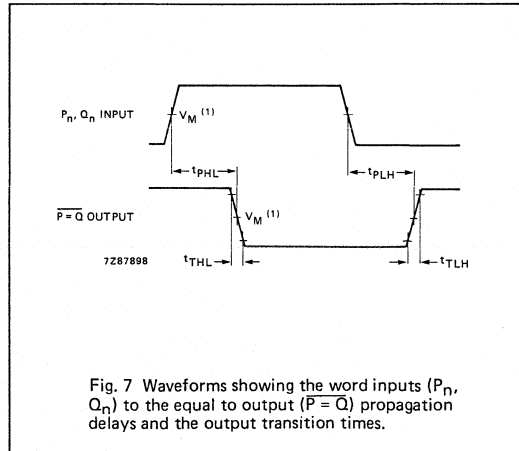 Pn, Qn INPUT
VM (1)
tPHL
tPLH
P = Q OUTPUT
VM (1)
7Z87898
tTHL
tTLH
Fig. 7 Waveforms showing the word inputs (Pn,
Qn) to the equal to output (P = Q) propagation
delays and the output transition times.